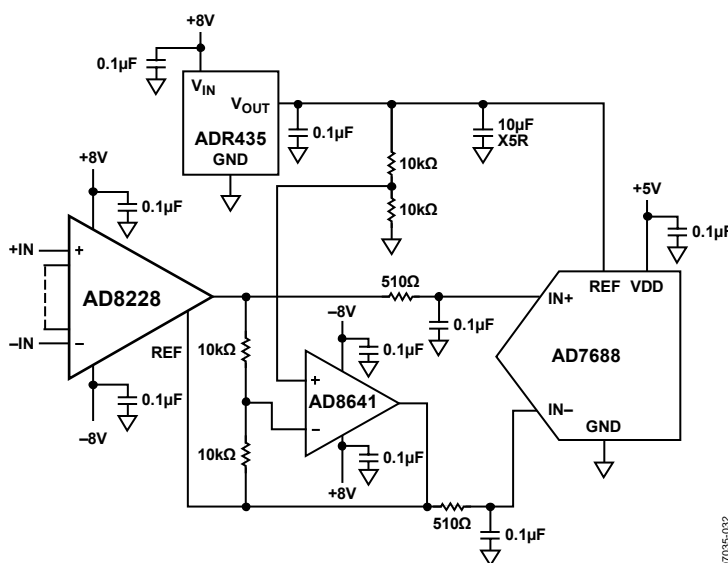 +8V
0.1µF
VIN
VOUT
ADR435
GND
0.1µF
10µF
X5R
10kΩ
10kΩ
+8V
0.1µF
+5V
0.1µF
+IN
+
AD8228
–IN
–
REF
510Ω
0.1µF
REF VDD
IN+
AD7688
IN–
GND
–8V
0.1µF
10kΩ
+
AD8641
–
–8V
0.1µF
10kΩ
0.1µF
+8V
510Ω
0.1µF
7035-032